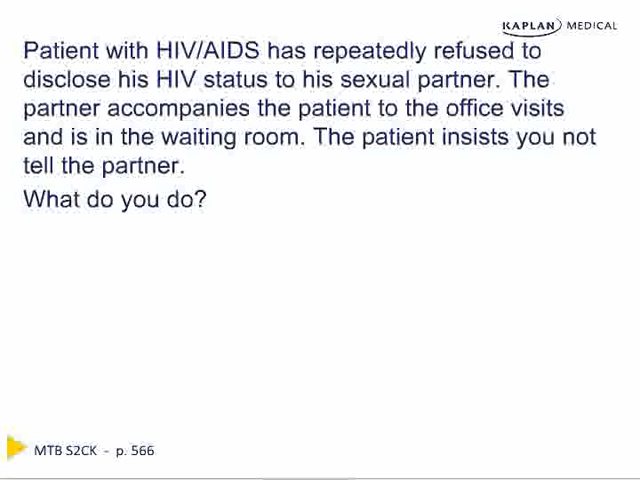 KAPLAN MEDICAL
Patient with HIV/AIDS has repeatedly refused to
disclose his HIV status to his sexual partner. The
partner accompanies the patient to the office visits
and is in the waiting room. The patient insists you not
tell the partner.
What do you do?
MTB S2CK - p. 566